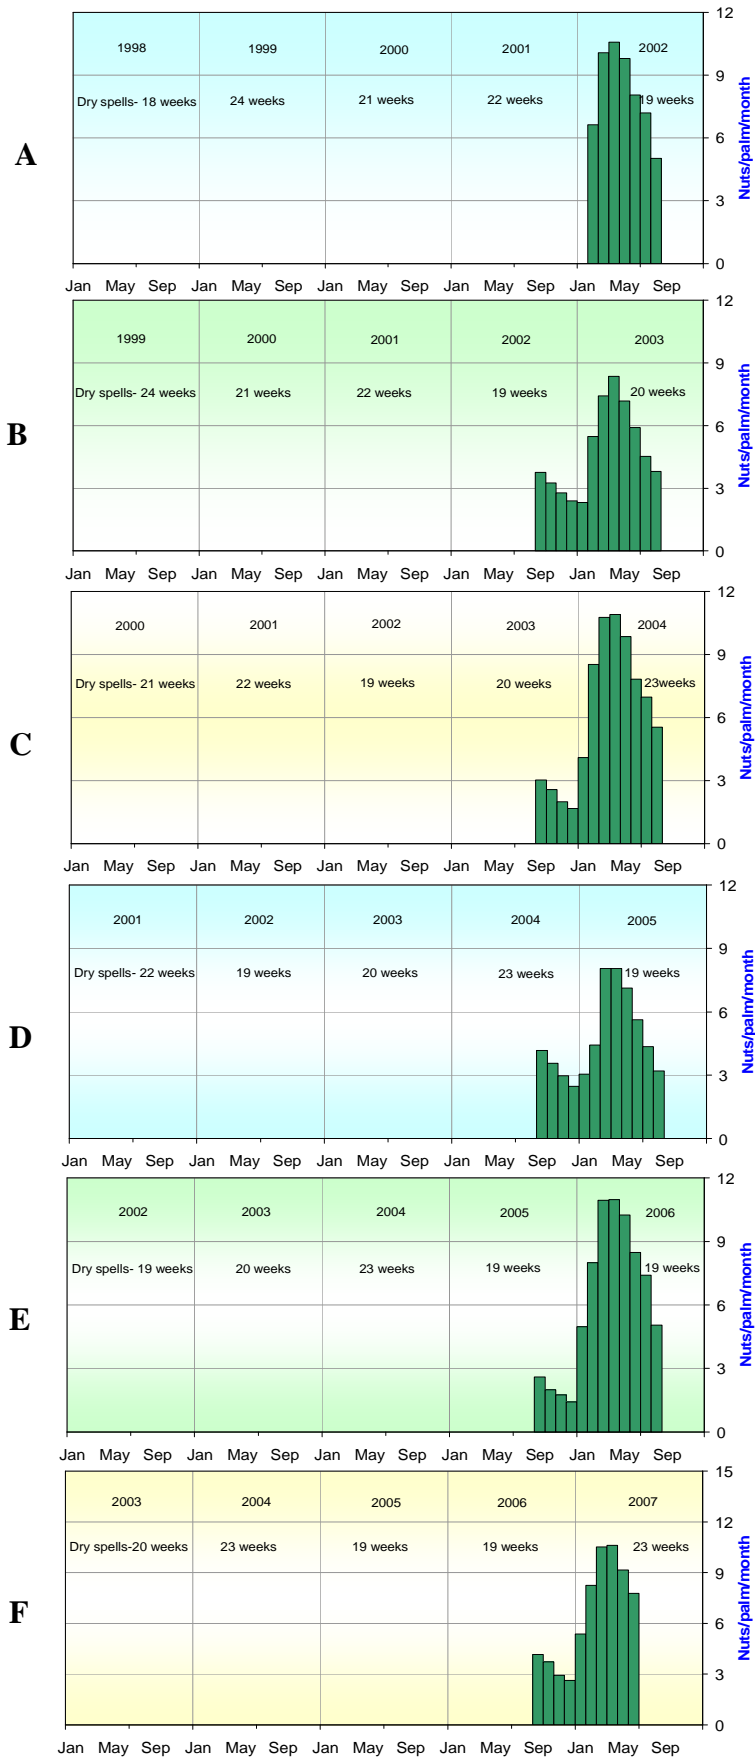 12
1998 1999 2000 2001 2002
9
Dry spells- 18 weeks 24 weeks 21 weeks 22 weeks 19 weeks
A
6
3
0
Nuts/palm/month
Jan May Sep Jan May Sep Jan May Sep Jan May Sep Jan May Sep
12
1999 2000 2001 2002 2003
9
Dry spells- 24 weeks 21 weeks 22 weeks 19 weeks 20 weeks
B
6
3
0
Nuts/palm/month
Jan May Sep Jan May Sep Jan May Sep Jan May Sep Jan May Sep
12
2000 2001 2002 2003 2004
9
Dry spells- 21 weeks 22 weeks 19 weeks 20 weeks 23weeks
C
6
3
0
Nuts/palm/month
Jan May Sep Jan May Sep Jan May Sep Jan May Sep Jan May Sep
12
2001 2002 2003 2004 2005
9
Dry spells- 22 weeks 19 weeks 20 weeks 23 weeks 19 weeks
D
6
3
0
Nuts/palm/month
Jan May Sep Jan May Sep Jan May Sep Jan May Sep Jan May Sep
12
2002 2003 2004 2005 2006
9
Dry spells- 19 weeks 20 weeks 23 weeks 19 weeks 19 weeks
E
6
3
0
Nuts/palm/month
Jan May Sep Jan May Sep Jan May Sep Jan May Sep Jan May Sep
15
2003 2004 2005 2006 2007
12
Dry spells-20 weeks 23 weeks 19 weeks 19 weeks 23 weeks
9
F
6
3
0
Nuts/palm/month
Jan May Sep Jan May Sep Jan May Sep Jan May Sep Jan May Sep